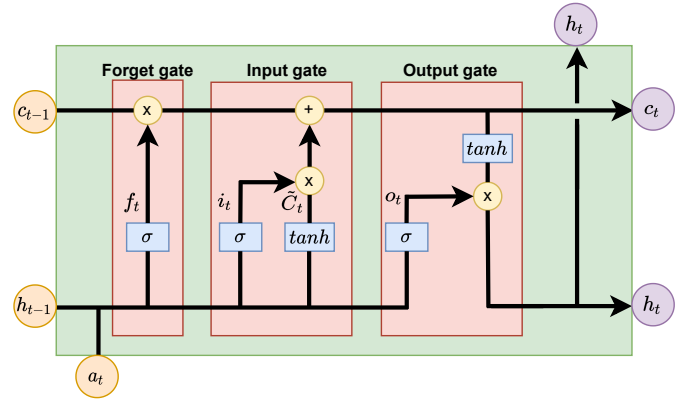 h_t
Forget gate Input gate Output gate
c_{t-1} x + c_t
tanh
x
f_t i_t C̃_t o_t x
σ σ tanh σ
h_{t-1} h_t
a_t